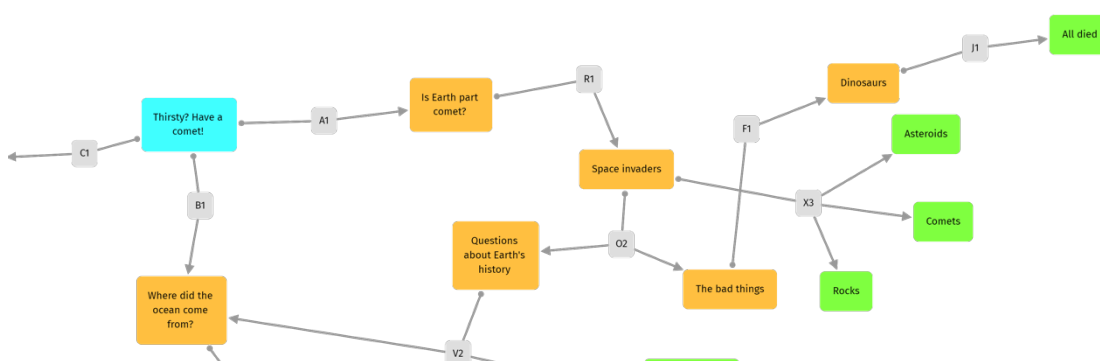 All died
J1
R1
Dinosaurs
Is Earth part
comet?
Thirsty? Have a
comet!
A1
F1
Asteroids
C1
Space invaders
B1
X3
Comets
Questions
about Earth's
history
O2
The bad things
Rocks
Where did the
ocean come
from?
V2